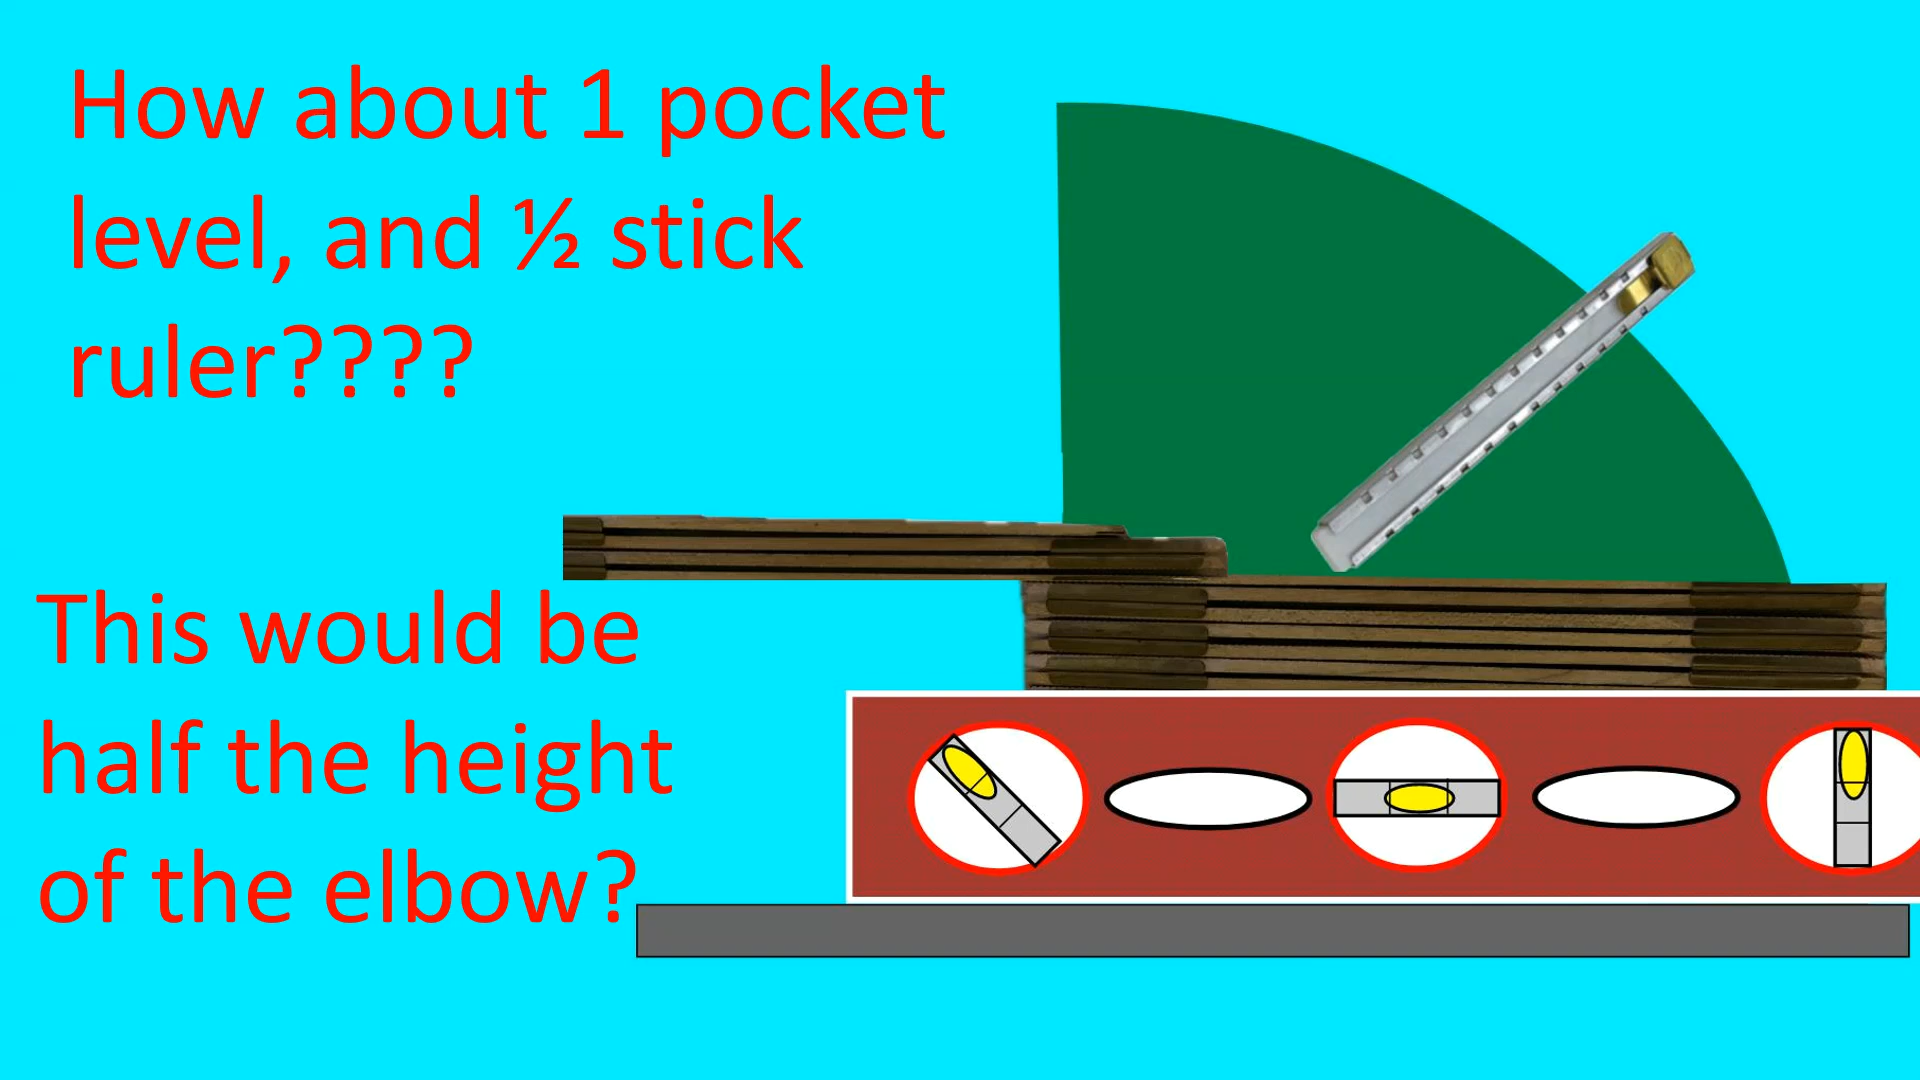 How about 1 pocket
level, and ½ stick
ruler????
This would be
half the height
of the elbow?